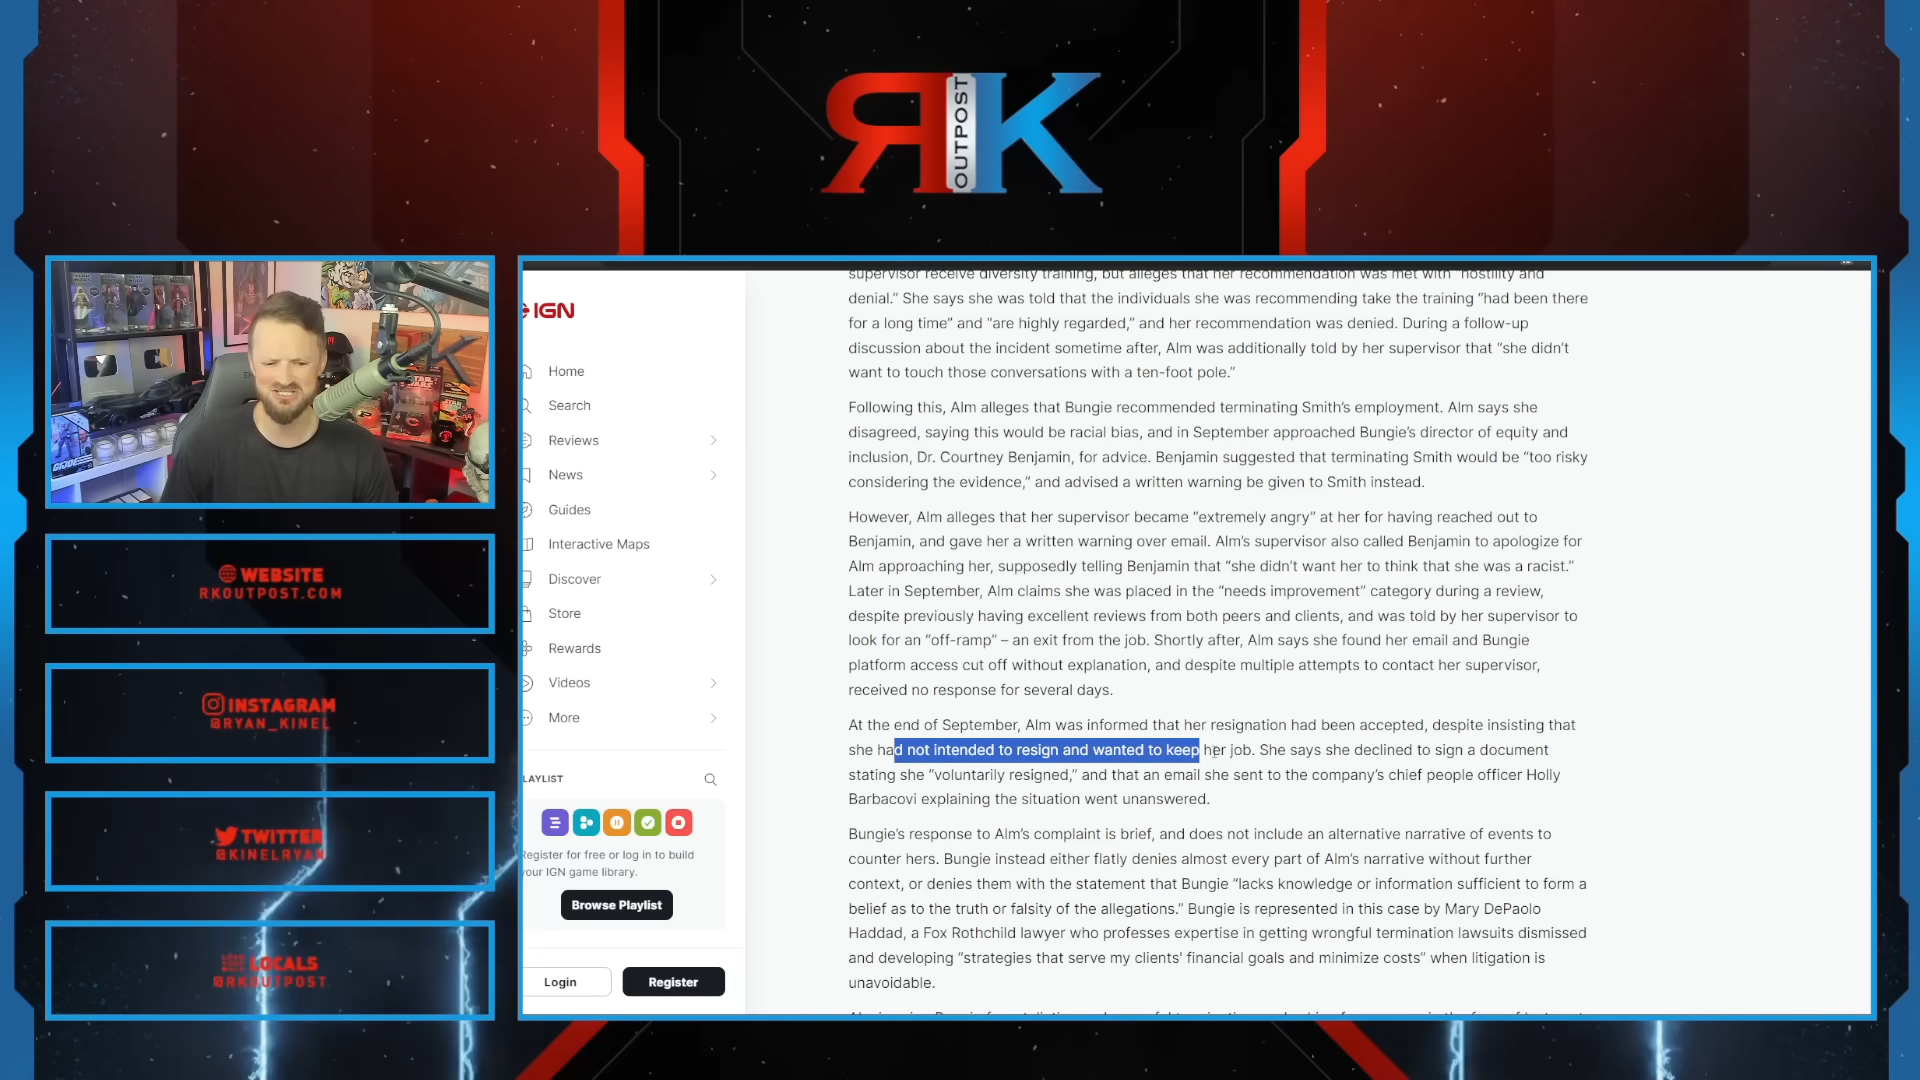 RK
OUTPOST
WEBSITE
RKOUTPOST.COM
INSTAGRAM
@RYAN_KINEL
TWITTER
@KINELRYAN
LOCALS
@RKOUTPOST
IGN
Home
Search
Reviews
News
Guides
Interactive Maps
Discover
Store
Rewards
Videos
More
LAYLIST
Register for free or log in to build
your IGN game library.
Browse Playlist
Login
Register
supervisor receive diversity training, but alleges that her recommendation was met with “hostility and
denial.” She says she was told that the individuals she was recommending take the training “had been there
for a long time” and “are highly regarded,” and her recommendation was denied. During a follow-up
discussion about the incident sometime after, Alm was additionally told by her supervisor that “she didn’t
want to touch those conversations with a ten-foot pole.”
Following this, Alm alleges that Bungie recommended terminating Smith’s employment. Alm says she
disagreed, saying this would be racial bias, and in September approached Bungie’s director of equity and
inclusion, Dr. Courtney Benjamin, for advice. Benjamin suggested that terminating Smith would be “too risky
considering the evidence,” and advised a written warning be given to Smith instead.
However, Alm alleges that her supervisor became “extremely angry” at her for having reached out to
Benjamin, and gave her a written warning over email. Alm’s supervisor also called Benjamin to apologize for
Alm approaching her, supposedly telling Benjamin that “she didn’t want her to think that she was a racist.”
Later in September, Alm claims she was placed in the “needs improvement” category during a review,
despite previously having excellent reviews from both peers and clients, and was told by her supervisor to
look for an “off-ramp” – an exit from the job. Shortly after, Alm says she found her email and Bungie
platform access cut off without explanation, and despite multiple attempts to contact her supervisor,
received no response for several days.
At the end of September, Alm was informed that her resignation had been accepted, despite insisting that
she had not intended to resign and wanted to keep her job. She says she declined to sign a document
stating she “voluntarily resigned,” and that an email she sent to the company’s chief people officer Holly
Barbacovi explaining the situation went unanswered.
Bungie’s response to Alm’s complaint is brief, and does not include an alternative narrative of events to
counter hers. Bungie instead either flatly denies almost every part of Alm’s narrative without further
context, or denies them with the statement that Bungie “lacks knowledge or information sufficient to form a
belief as to the truth or falsity of the allegations.” Bungie is represented in this case by Mary DePaolo
Haddad, a Fox Rothchild lawyer who professes expertise in getting wrongful termination lawsuits dismissed
and developing “strategies that serve my clients' financial goals and minimize costs” when litigation is
unavoidable.